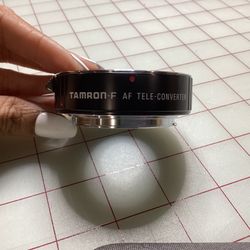 TAMRON-F AF TELE-CONVERTER